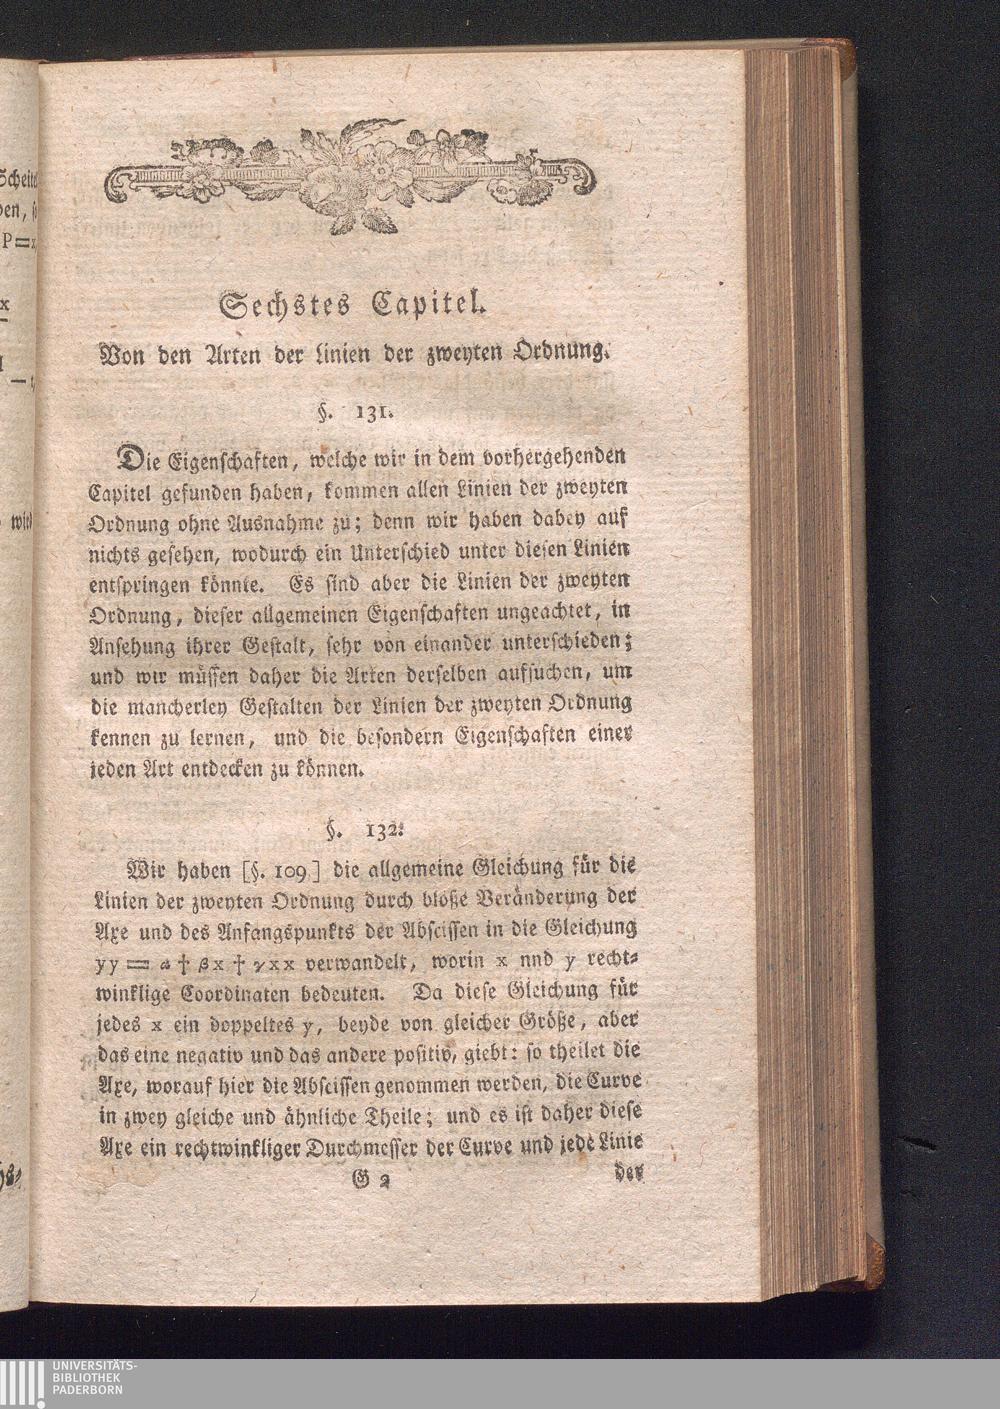 Sechstes Capitel.
Von den Arten der Linien der zweyten Ordnung.
§. 131.
Die Eigenschaften, welche wir in dem vorhergehenden
Capitel gefunden haben, kommen allen Linien der zweyten
Ordnung ohne Ausnahme zu; denn wir haben dabey auf
nichts gesehen, wodurch ein Unterschied unter diesen Linien
entspringen könnte. Es sind aber die Linien der zweyten
Ordnung, dieser allgemeinen Eigenschaften ungeachtet, in
Ansehung ihrer Gestalt, sehr von einander unterschieden;
und wir müssen daher die Arten derselben aufsuchen, um
die mancherley Gestalten der Linien der zweyten Ordnung
kennen zu lernen, und die besondern Eigenschaften einer
jeden Art entdecken zu können.
§. 132.
Wir haben [§. 109] die allgemeine Gleichung für die
Linien der zweyten Ordnung durch bloße Veränderung der
Axe und des Anfangspunkts der Abscissen in die Gleichung
yy = α † βx † γxx verwandelt, worin x nnd y recht-
winklige Coordinaten bedeuten. Da diese Gleichung für
jedes x ein doppeltes y, beyde von gleicher Größe, aber
das eine negativ und das andere positiv, giebt: so theilet die
Axe, worauf hier die Abscissen genommen werden, die Curve
in zwey gleiche und ähnliche Theile; und es ist daher diese
Axe ein rechtwinkliger Durchmesser der Curve und jede Linie
G 2 der
UNIVERSITÄTS-
BIBLIOTHEK
PADERBORN